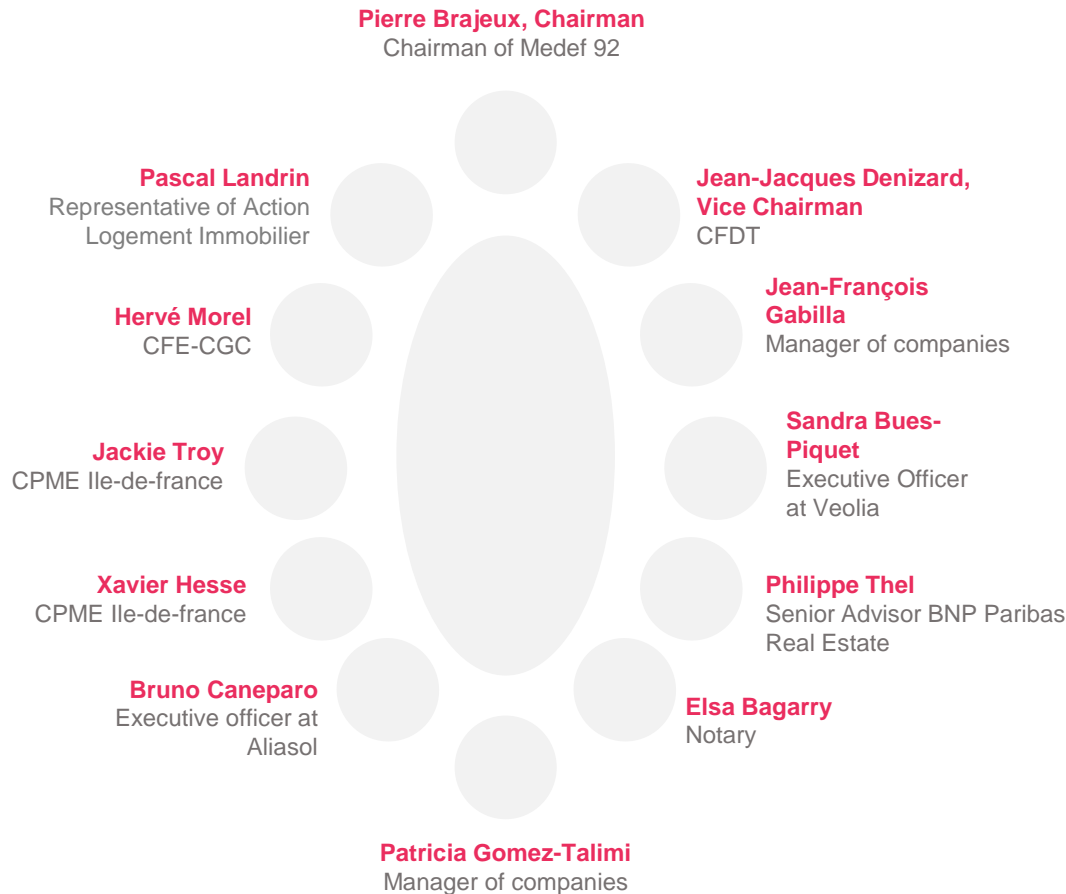 Pierre Brajeux, Chairman
Chairman of Medef 92
Pascal Landrin
Representative of Action
Logement Immobilier
Jean-Jacques Denizard,
Vice Chairman
CFDT
Hervé Morel
CFE-CGC
Jean-François
Gabilla
Manager of companies
Jackie Troy
CPME Ile-de-france
Sandra Bues-
Piquet
Executive Officer
at Veolia
Xavier Hesse
CPME Ile-de-france
Philippe Thel
Senior Advisor BNP Paribas
Real Estate
Bruno Caneparo
Executive officer at
Aliasol
Elsa Bagarry
Notary
Patricia Gomez-Talimi
Manager of companies